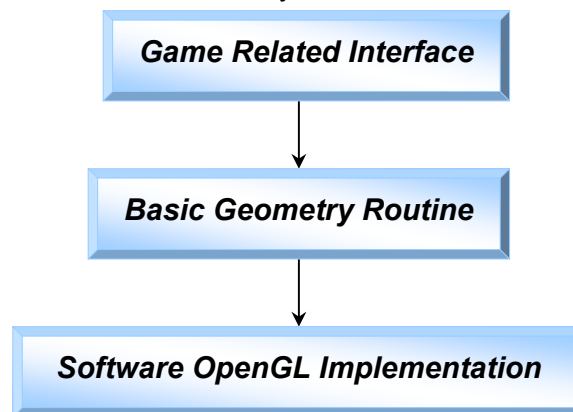 Game Related Interface
Basic Geometry Routine
Software OpenGL Implementation